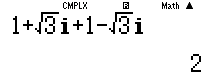 CMPLX R Math ▲
1+√3i+1-√3i
2